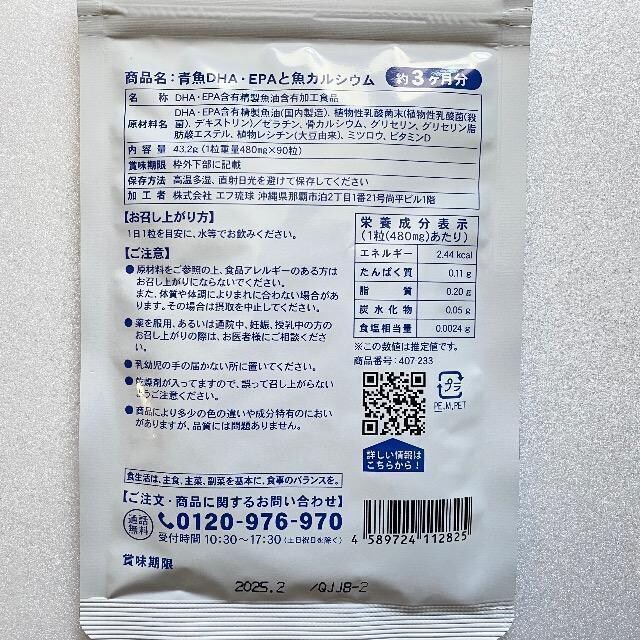 商品名:青魚DHA・EPAと魚カルシウム 約3ヶ月分
名 称 DHA・EPA含有精製魚油含有加工食品
原材料名 DHA・EPA含有精製魚油(国内製造)、植物性乳酸菌末(植物性乳酸菌(殺
菌)、デキストリン)/ゼラチン、骨カルシウム、グリセリン、グリセリン脂
肪酸エステル、植物レシチン(大豆由来)、ミツロウ、ビタミンD
内 容 量 43.2g (1粒重量480mg×90粒)
賞味期限 枠外下部に記載
保存方法 高温多湿、直射日光を避けて保存してください
加 工 者 株式会社 エフ琉球 沖縄県那覇市泊2丁目1番21号尚平ビル1階
【お召し上がり方】
1日1粒を目安に、水等でお飲みください。
【ご注意】
●原材料をご参照の上、食品アレルギーのある方は
お召し上がりにならないでください。
また、体質や体調によりまれに合わない場合があ
ります。その場合は摂取を中止してください。
●薬を服用、あるいは通院中、妊娠、授乳中の方の
お召し上がりの際は、お医者様にご相談くださ
い。
●乳幼児の手の届かない所に置いてください。
●乾燥剤が入ってますので、誤って召し上がらない
ようご注意ください。
●商品により多少の色の違いや成分特有のにおい
がありますが、品質には問題ありません。
栄養成分表示
(1粒(480mg)あたり)
エネルギー 2.44 kcal
たんぱく質 0.11 g
脂 質 0.20 g
炭水化物 0.05 g
食塩相当量 0.0024 g
※この数値は推定値です。
商品番号:407 233
プラ
PE,M,PET
詳しい情報は
こちらから!
食生活は、主食、主菜、副菜を基本に、食事のバランスを。
【ご注文・商品に関するお問い合わせ】
通話
無料 0120-976-970
受付時間 10:30〜17:30 (土日祝日を除く)
4 589724 112825
賞味期限
2025.2 /QJJ8-2